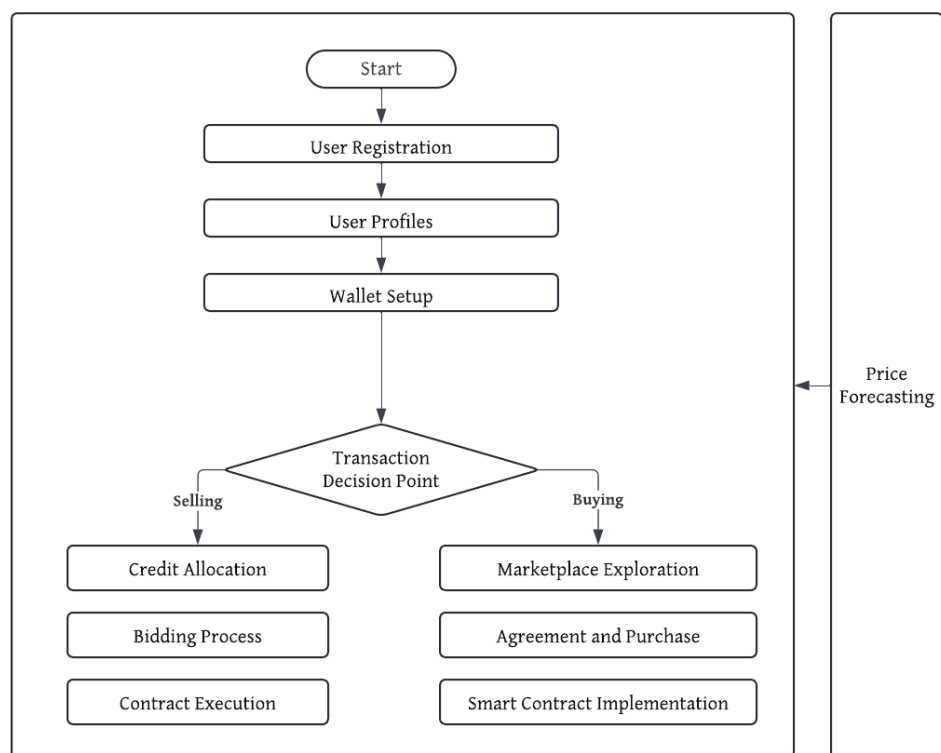 Start
User Registration
User Profiles
Wallet Setup
Transaction
Decision Point
Selling
Buying
Credit Allocation
Marketplace Exploration
Bidding Process
Agreement and Purchase
Contract Execution
Smart Contract Implementation
Price
Forecasting